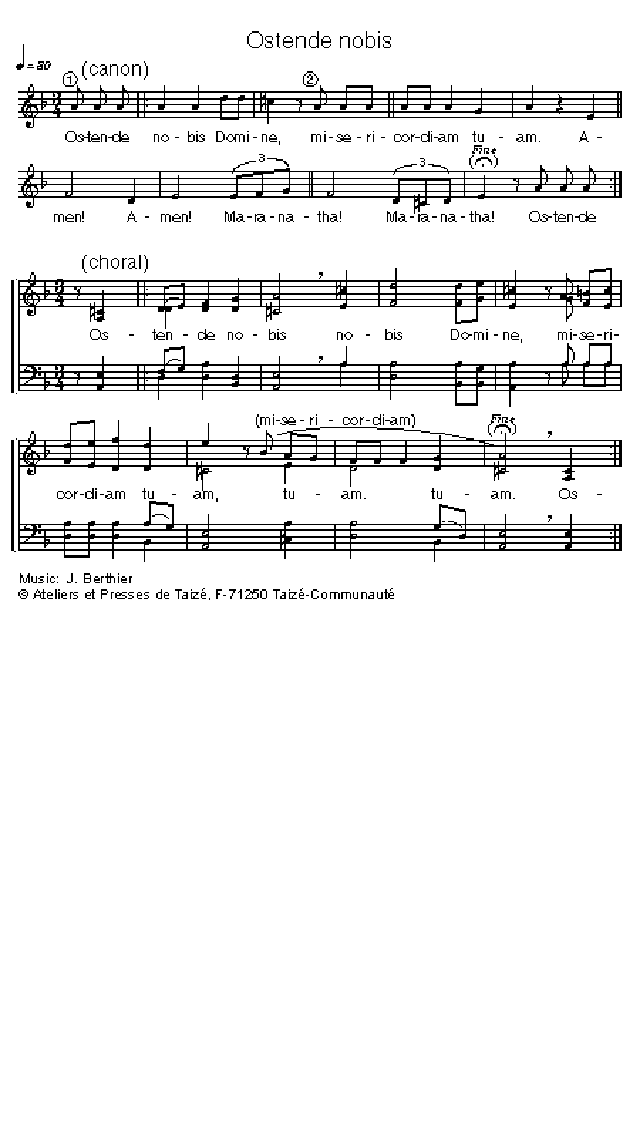 Ostende nobis
♩ = 80
(canon)
1
2
Os-ten-de no-bis Domi-ne, mi-se-ri-cor-di-am tu-am. A-
3
3
Fine
men! A-men! Ma-ra-na-tha! Ma-ra-na-tha! Os-ten-de
(choral)
Os-ten-de no-bis no-bis Do-mi-ne, mi-se-ri-
(mi-se-ri-cor-di-am)
Fine
cor-di-am tu-am, tu-am. tu-am. Os-
Music: J. Berthier
© Ateliers et Presses de Taizé, F-71250 Taizé-Communauté